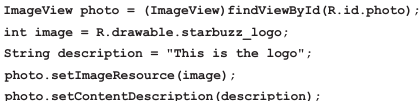 ImageView photo = (ImageView)findViewById(R.id.photo);
int image = R.drawable.starbuzz_logo;
String description = "This is the logo";
photo.setImageResource(image);
photo.setContentDescription(description);